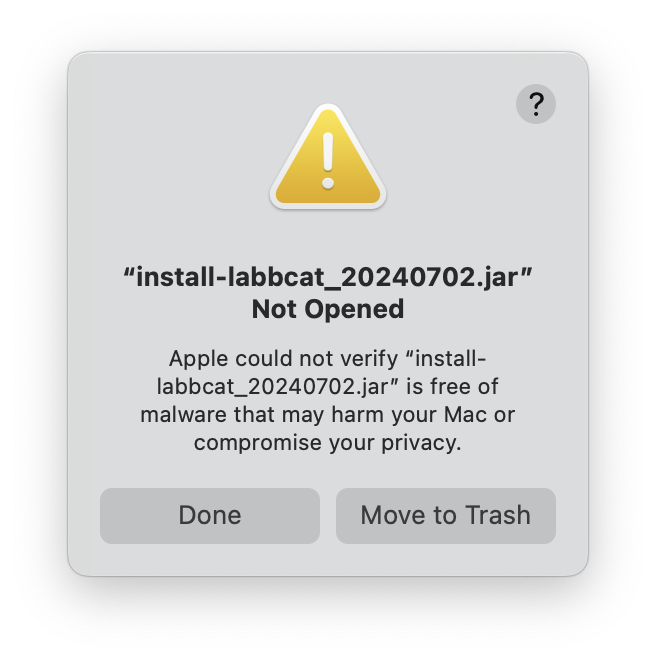 ?
“install-labbcat_20240702.jar”
Not Opened
Apple could not verify “install-
labbcat_20240702.jar” is free of
malware that may harm your Mac or
compromise your privacy.
Done
Move to Trash